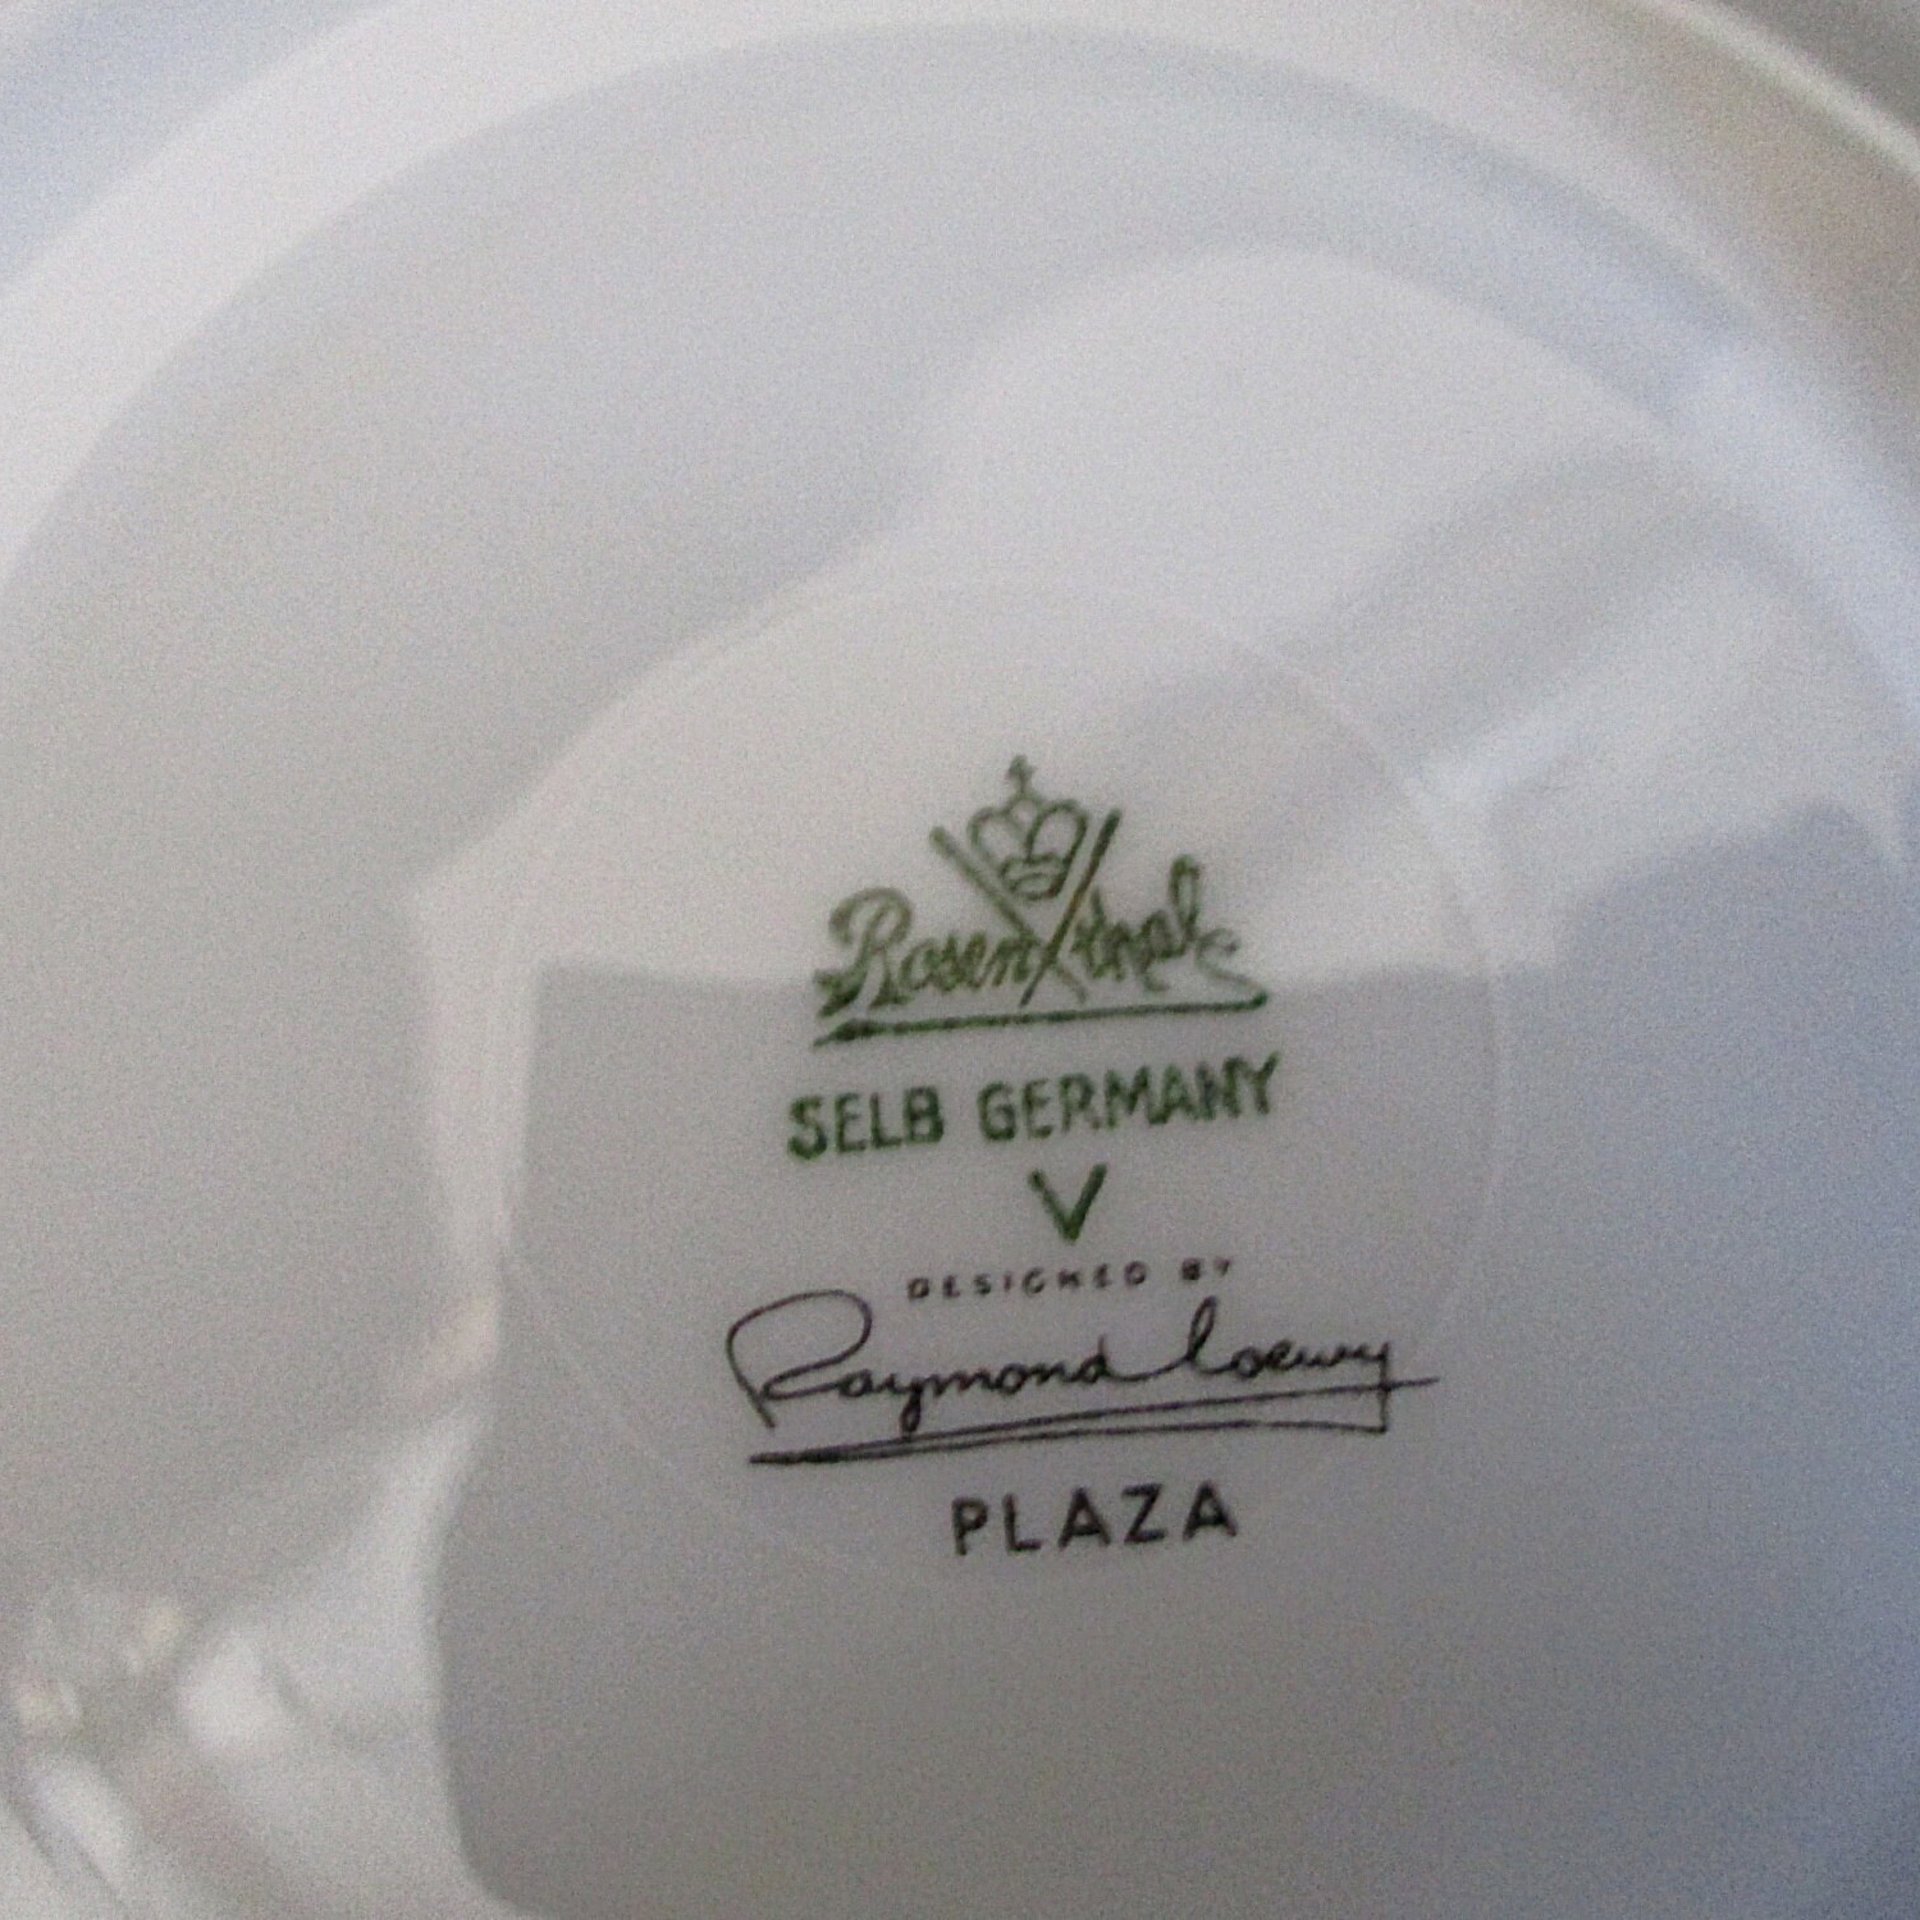 Rosenthal
SELB GERMANY
V
DESIGNED BY
Raymond Loewy
PLAZA